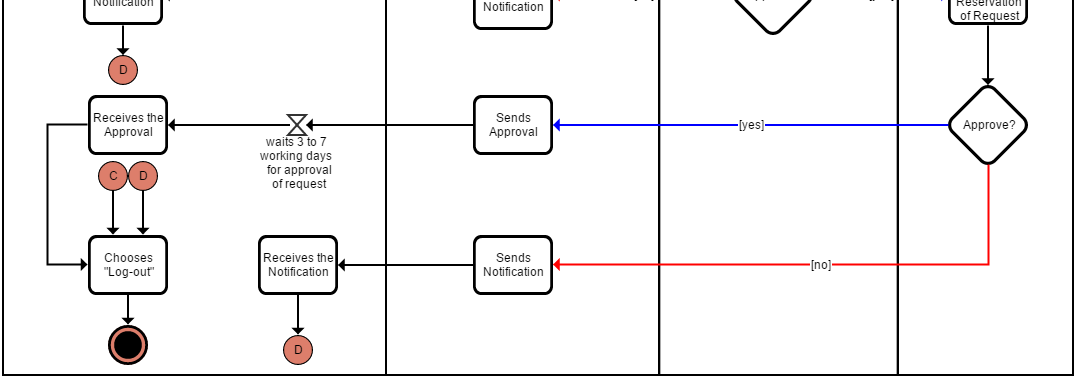 Notification
Notification
Reservation
of Request
D
Receives the
Approval
waits 3 to 7
working days
for approval
of request
Sends
Approval
[yes]
Approve?
C
D
Chooses
"Log-out"
Receives the
Notification
Sends
Notification
[no]
D